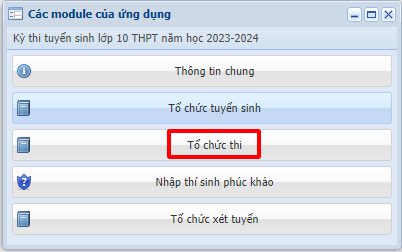 Các module của ứng dụng
Kỳ thi tuyển sinh lớp 10 THPT năm học 2023-2024
Thông tin chung
Tổ chức tuyển sinh
Tổ chức thi
Nhập thí sinh phúc khảo
Tổ chức xét tuyển